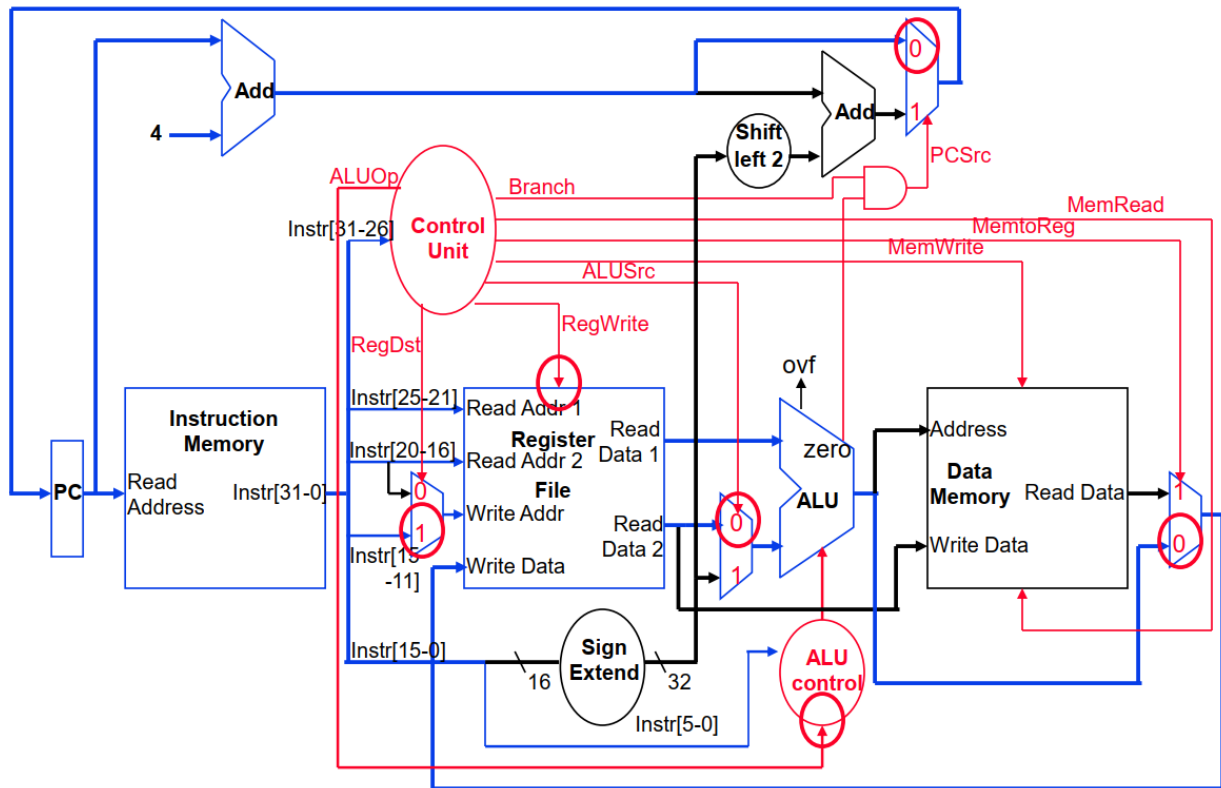 0
Add
4
Shift
left 2
Add
1
PCSrc
ALUOp
Branch
MemRead
Instr[31-26]
Control
Unit
MemtoReg
MemWrite
ALUSrc
RegDst
RegWrite
ovf
Instruction
Memory
Instr[25-21]
Read Addr 1
Register
Read
Data 1
zero
Address
Data
Memory
Instr[20-16]
Read Addr 2
File
PC
Read
Address
Instr[31-0]
0
Write Addr
1
Instr[15
-11]
Read
Data 2
0
1
ALU
Read Data
1
Write Data
0
Write Data
Instr[15-0]
Sign
Extend
16
32
ALU
control
Instr[5-0]